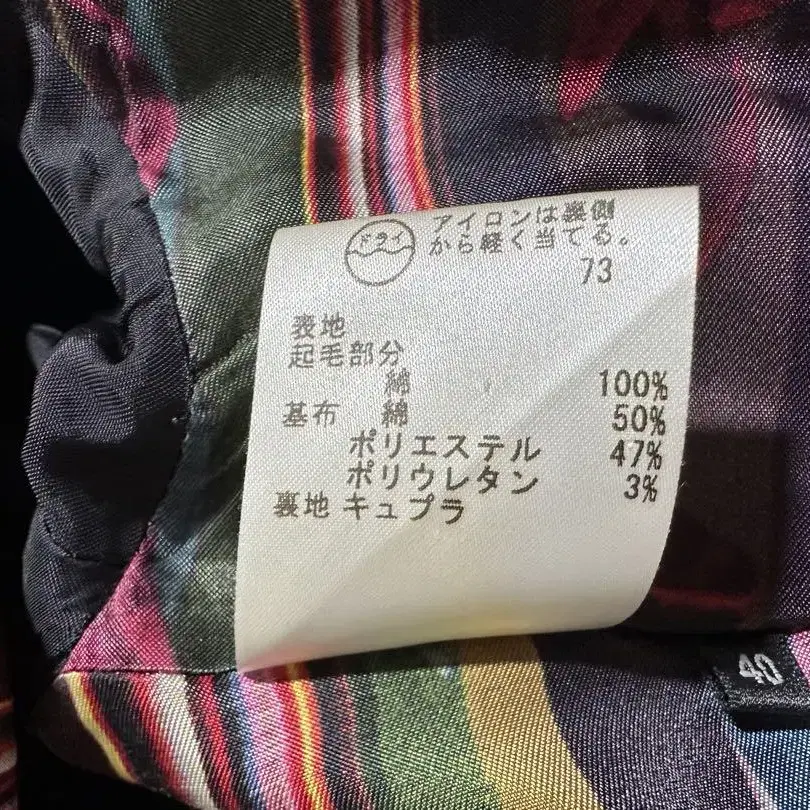 ドライ
アイロンは裏側
から軽く当てる。
73
表地
起毛部分
綿 100%
基布 綿 50%
ポリエステル 47%
ポリウレタン 3%
裏地 キュプラ
40